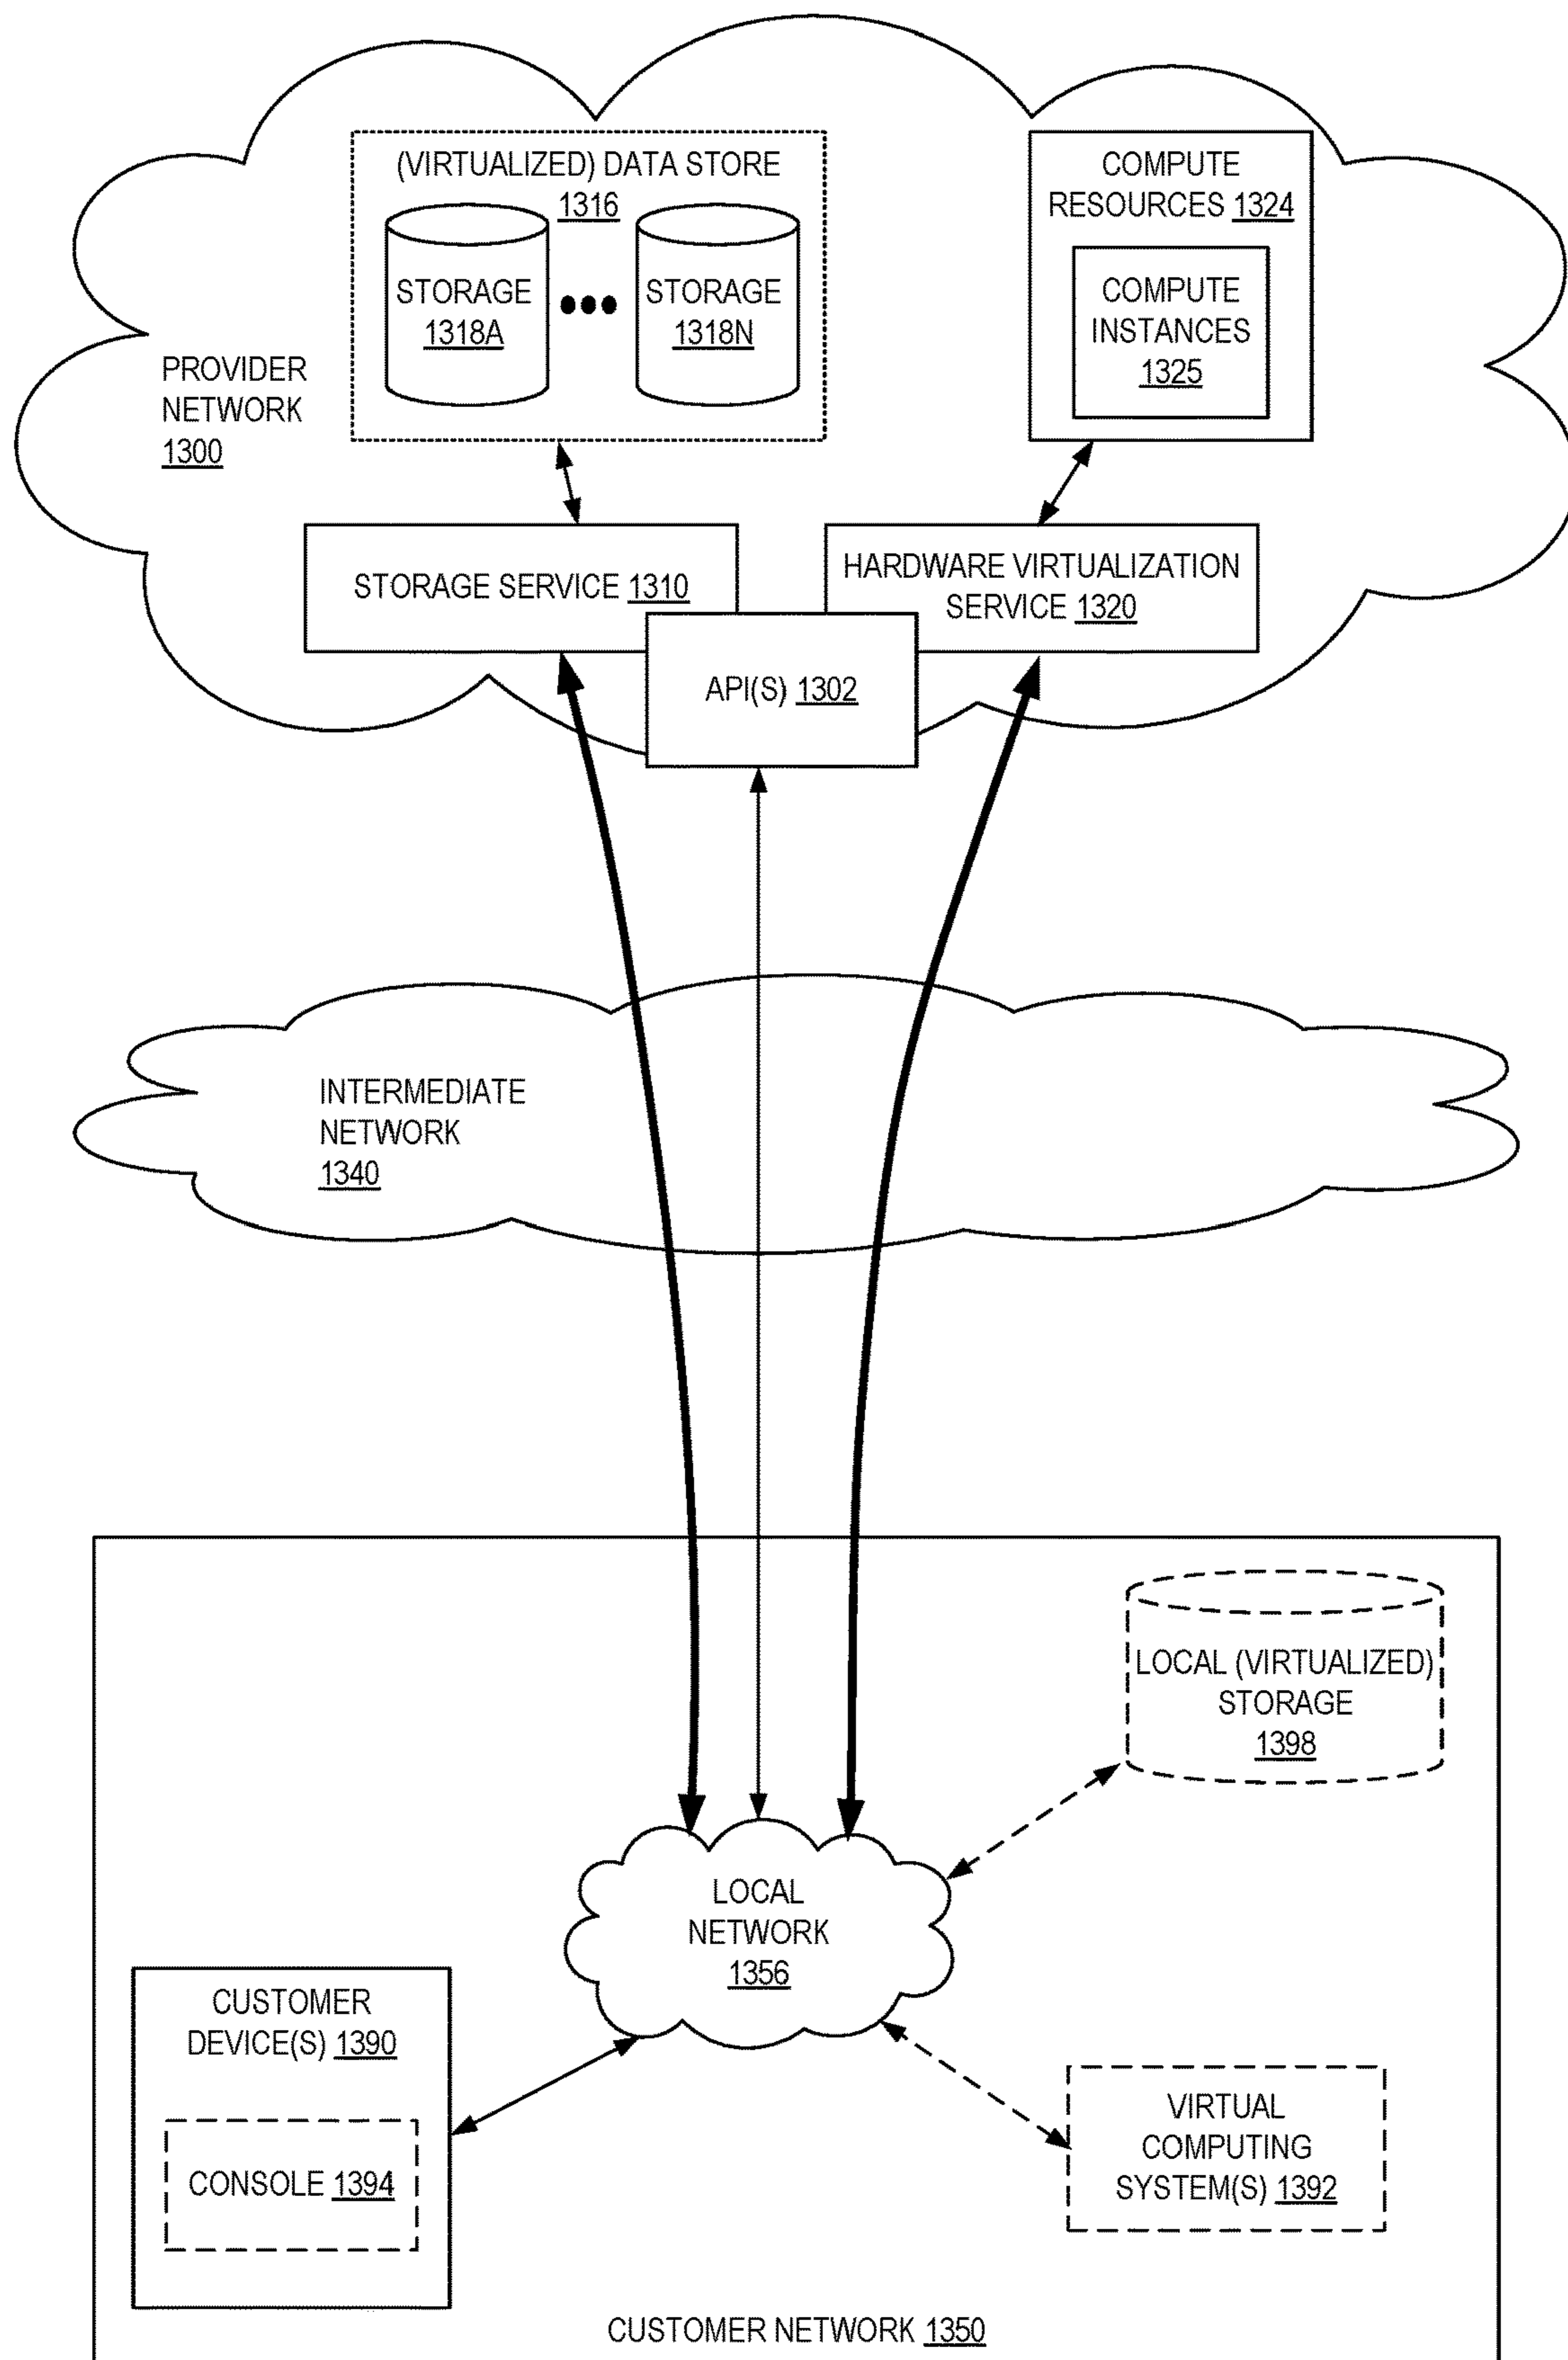 (VIRTUALIZED) DATA STORE
1316
STORAGE
1318A
STORAGE
1318N
COMPUTE
RESOURCES 1324
COMPUTE
INSTANCES
1325
PROVIDER
NETWORK
1300
STORAGE SERVICE 1310
HARDWARE VIRTUALIZATION
SERVICE 1320
API(S) 1302
INTERMEDIATE
NETWORK
1340
LOCAL (VIRTUALIZED)
STORAGE
1398
LOCAL
NETWORK
1356
CUSTOMER
DEVICE(S) 1390
CONSOLE 1394
VIRTUAL
COMPUTING
SYSTEM(S) 1392
CUSTOMER NETWORK 1350